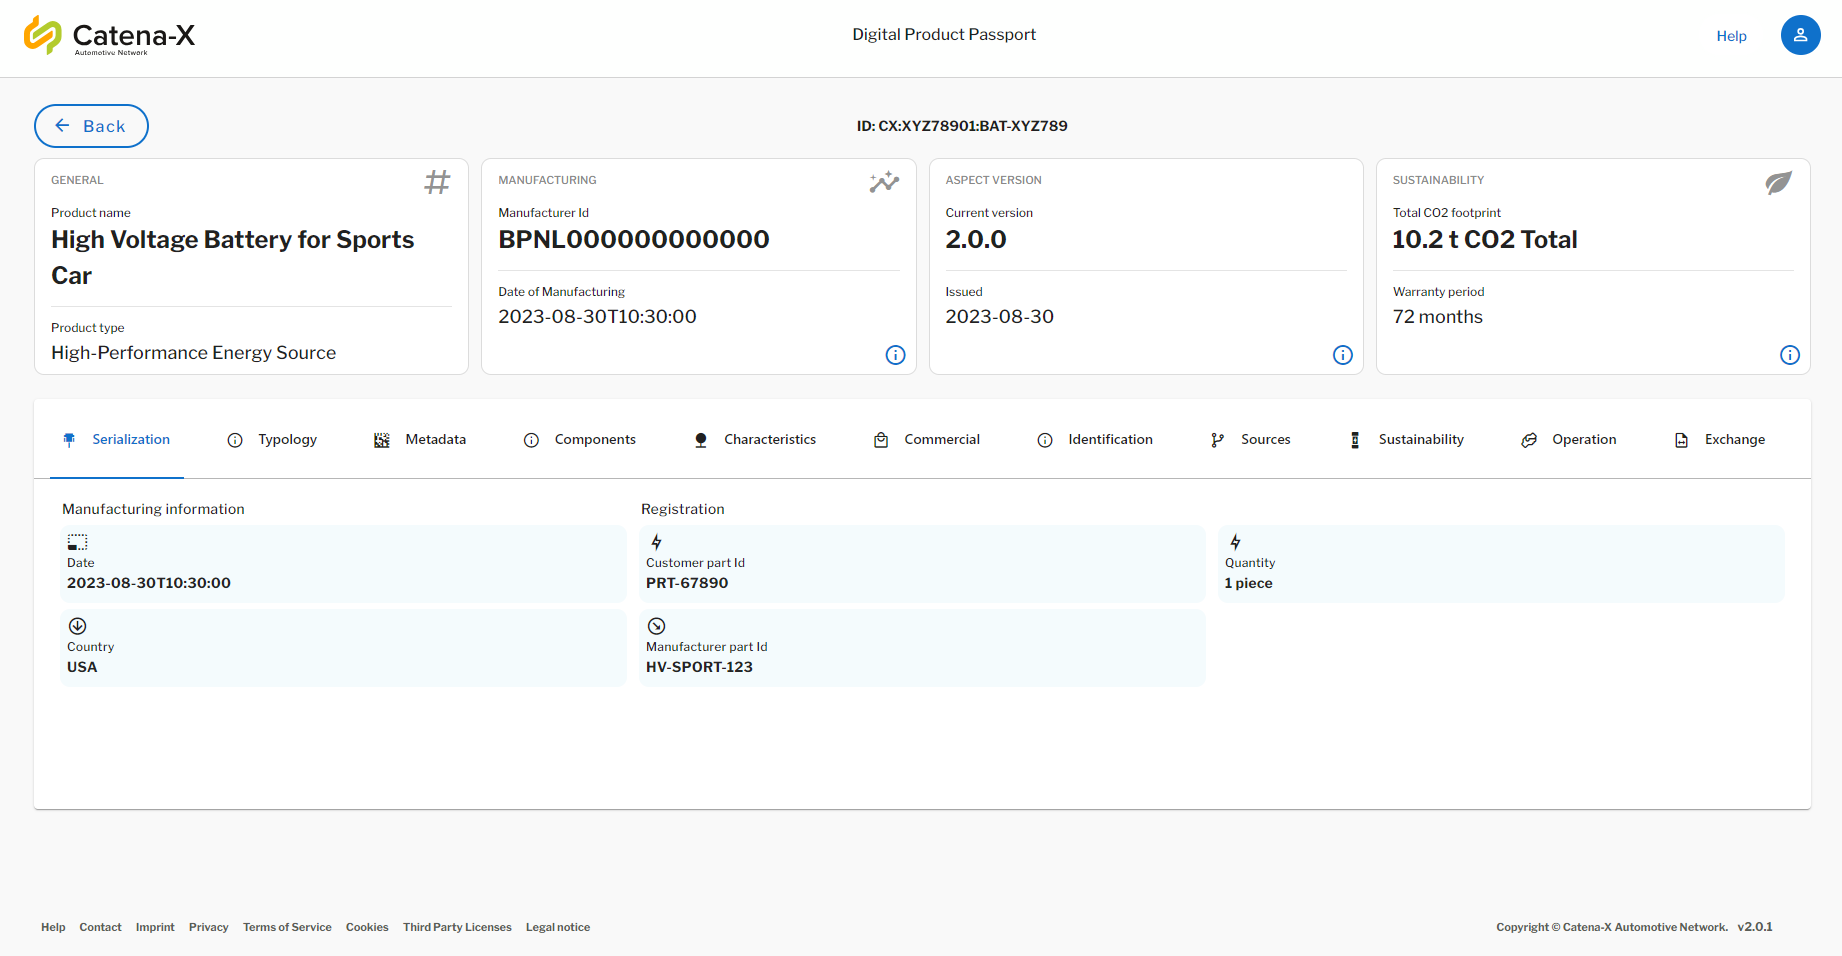 Catena-X
Automotive Network
Digital Product Passport
Help
Back
ID: CX:XYZ78901:BAT-XYZ789
GENERAL
Product name
High Voltage Battery for Sports
Car
Product type
High-Performance Energy Source
MANUFACTURING
Manufacturer Id
BPNL000000000000
Date of Manufacturing
2023-08-30T10:30:00
ASPECT VERSION
Current version
2.0.0
Issued
2023-08-30
SUSTAINABILITY
Total CO2 footprint
10.2 t CO2 Total
Warranty period
72 months
Serialization Typology Metadata Components Characteristics Commercial Identification Sources Sustainability Operation Exchange
Manufacturing information
Date
2023-08-30T10:30:00
Country
USA
Registration
Customer part Id
PRT-67890
Quantity
1 piece
Manufacturer part Id
HV-SPORT-123
Help Contact Imprint Privacy Terms of Service Cookies Third Party Licenses Legal notice
Copyright © Catena-X Automotive Network. v2.0.1